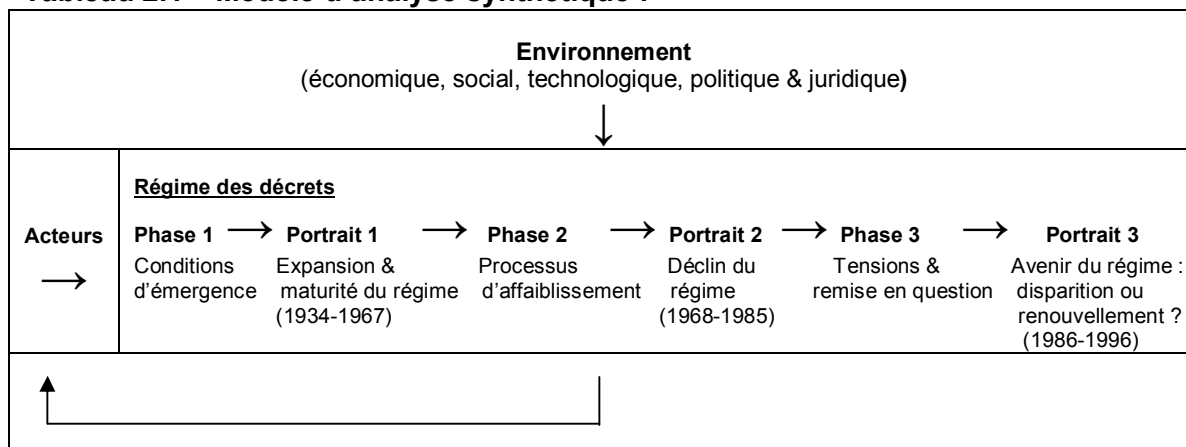 Tableau 2.1 – Modèle d'analyse synthétique :
Environnement
(économique, social, technologique, politique & juridique)
↓
Régime des décrets
Acteurs → Phase 1 → Portrait 1 → Phase 2 → Portrait 2 → Phase 3 → Portrait 3
Conditions Expansion & Processus Déclin du Tensions & Avenir du régime :
d'émergence maturité du régime d'affaiblissement régime remise en question disparition ou
(1934-1967) (1968-1985) renouvellement ?
(1986-1996)